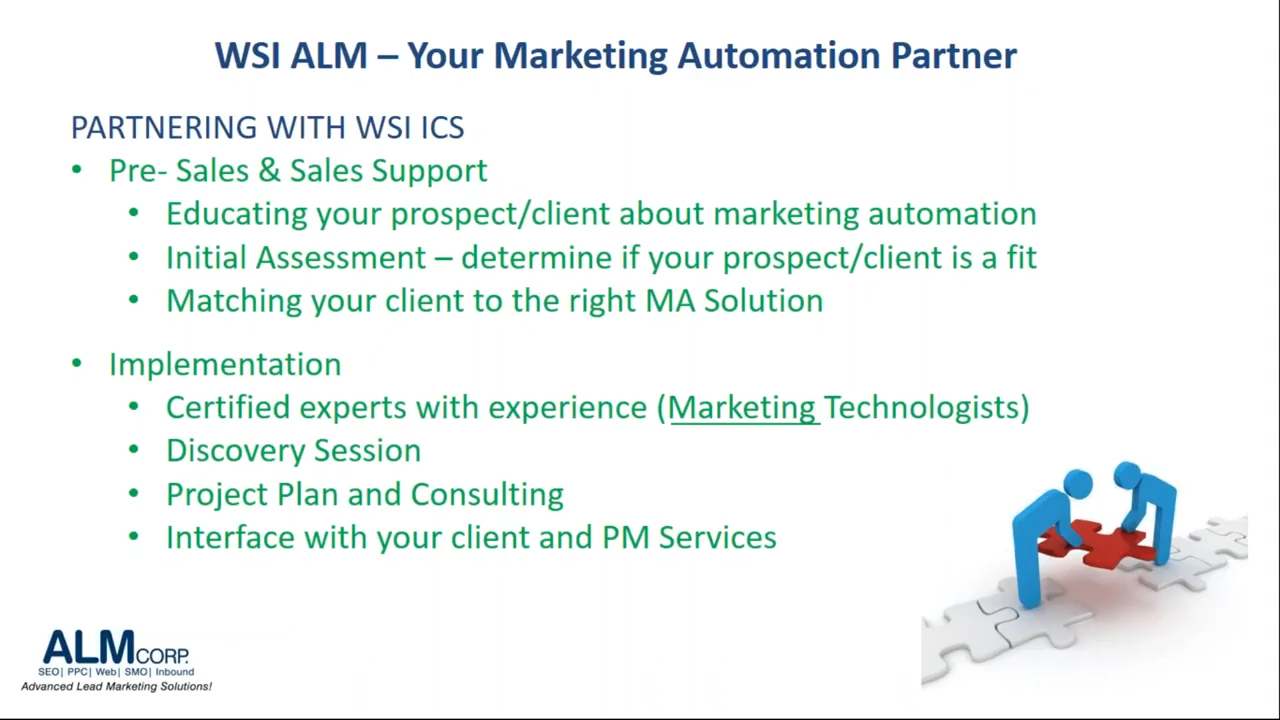 WSI ALM – Your Marketing Automation Partner
PARTNERING WITH WSI ICS
• Pre- Sales & Sales Support
• Educating your prospect/client about marketing automation
• Initial Assessment – determine if your prospect/client is a fit
• Matching your client to the right MA Solution
• Implementation
• Certified experts with experience (Marketing Technologists)
• Discovery Session
• Project Plan and Consulting
• Interface with your client and PM Services
ALM CORP.
SEO| PPC| Web| SMO| Inbound
Advanced Lead Marketing Solutions!